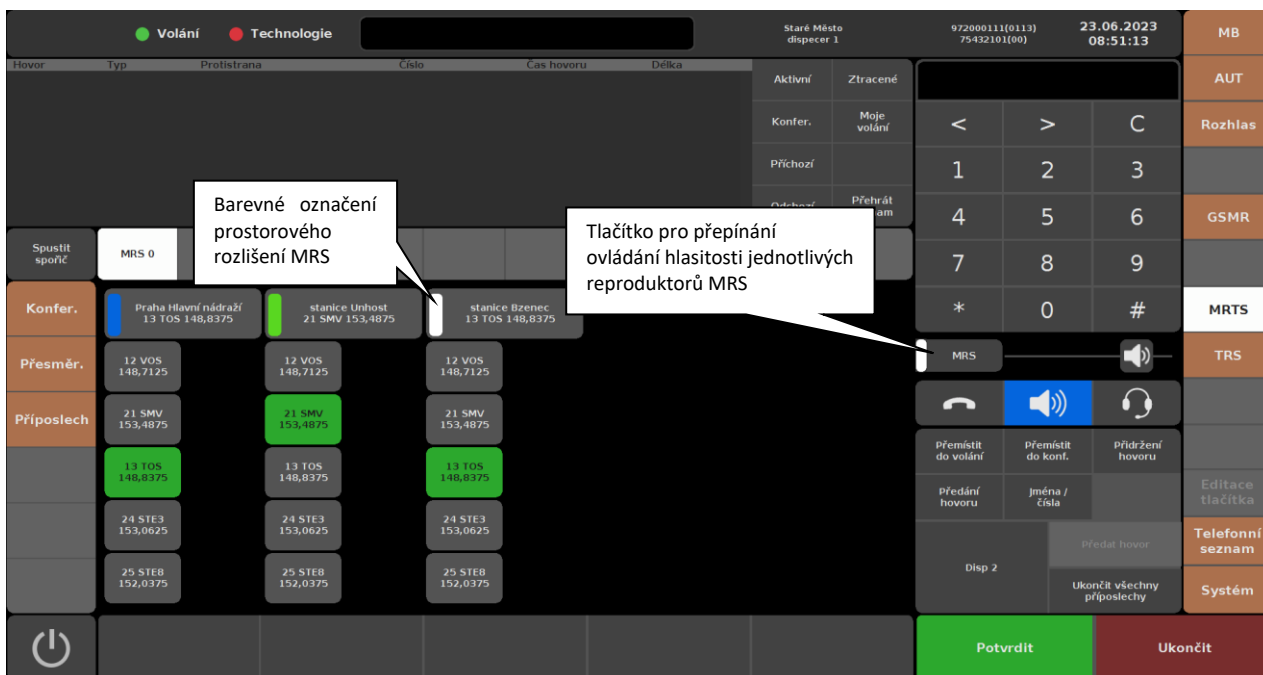 Volání
Technologie
Staré Město
dispecer 1
972000111(0113)
75432101(00)
23.06.2023
08:51:13
MB
Hovor Typ Protistrana Číslo Čas hovoru Délka
Aktivní
Ztracené
AUT
Konfer.
Moje
volání
< > C
Rozhlas
Příchozí
1 2 3
Odchozí
Přehrát
Barevné označení
prostorového
rozlišení MRS
Tlačítko pro přepínání
ovládání hlasitosti jednotlivých
reproduktorů MRS
4 5 6
GSMR
Spustit
spořič
MRS 0
7 8 9
Konfer.
Praha Hlavní nádraží
13 TOS 148,8375
stanice Unhost
21 SMV 153,4875
stanice Bzenec
13 TOS 148,8375
* 0 #
MRTS
Přesměr.
12 VOS
148,7125
12 VOS
148,7125
12 VOS
148,7125
MRS
TRS
Příposlech
21 SMV
153,4875
21 SMV
153,4875
21 SMV
153,4875
13 TOS
148,8375
13 TOS
148,8375
13 TOS
148,8375
Přemístit
do volání
Přemístit
do konf.
Přidržení
hovoru
24 STE3
153,0625
24 STE3
153,0625
24 STE3
153,0625
Předání
hovoru
Jména /
čísla
Editace
tlačítka
25 STE8
152,0375
25 STE8
152,0375
25 STE8
152,0375
Disp 2
Předat hovor
Telefonní
seznam
Ukončit všechny
příposlechy
Systém
Potvrdit
Ukončit